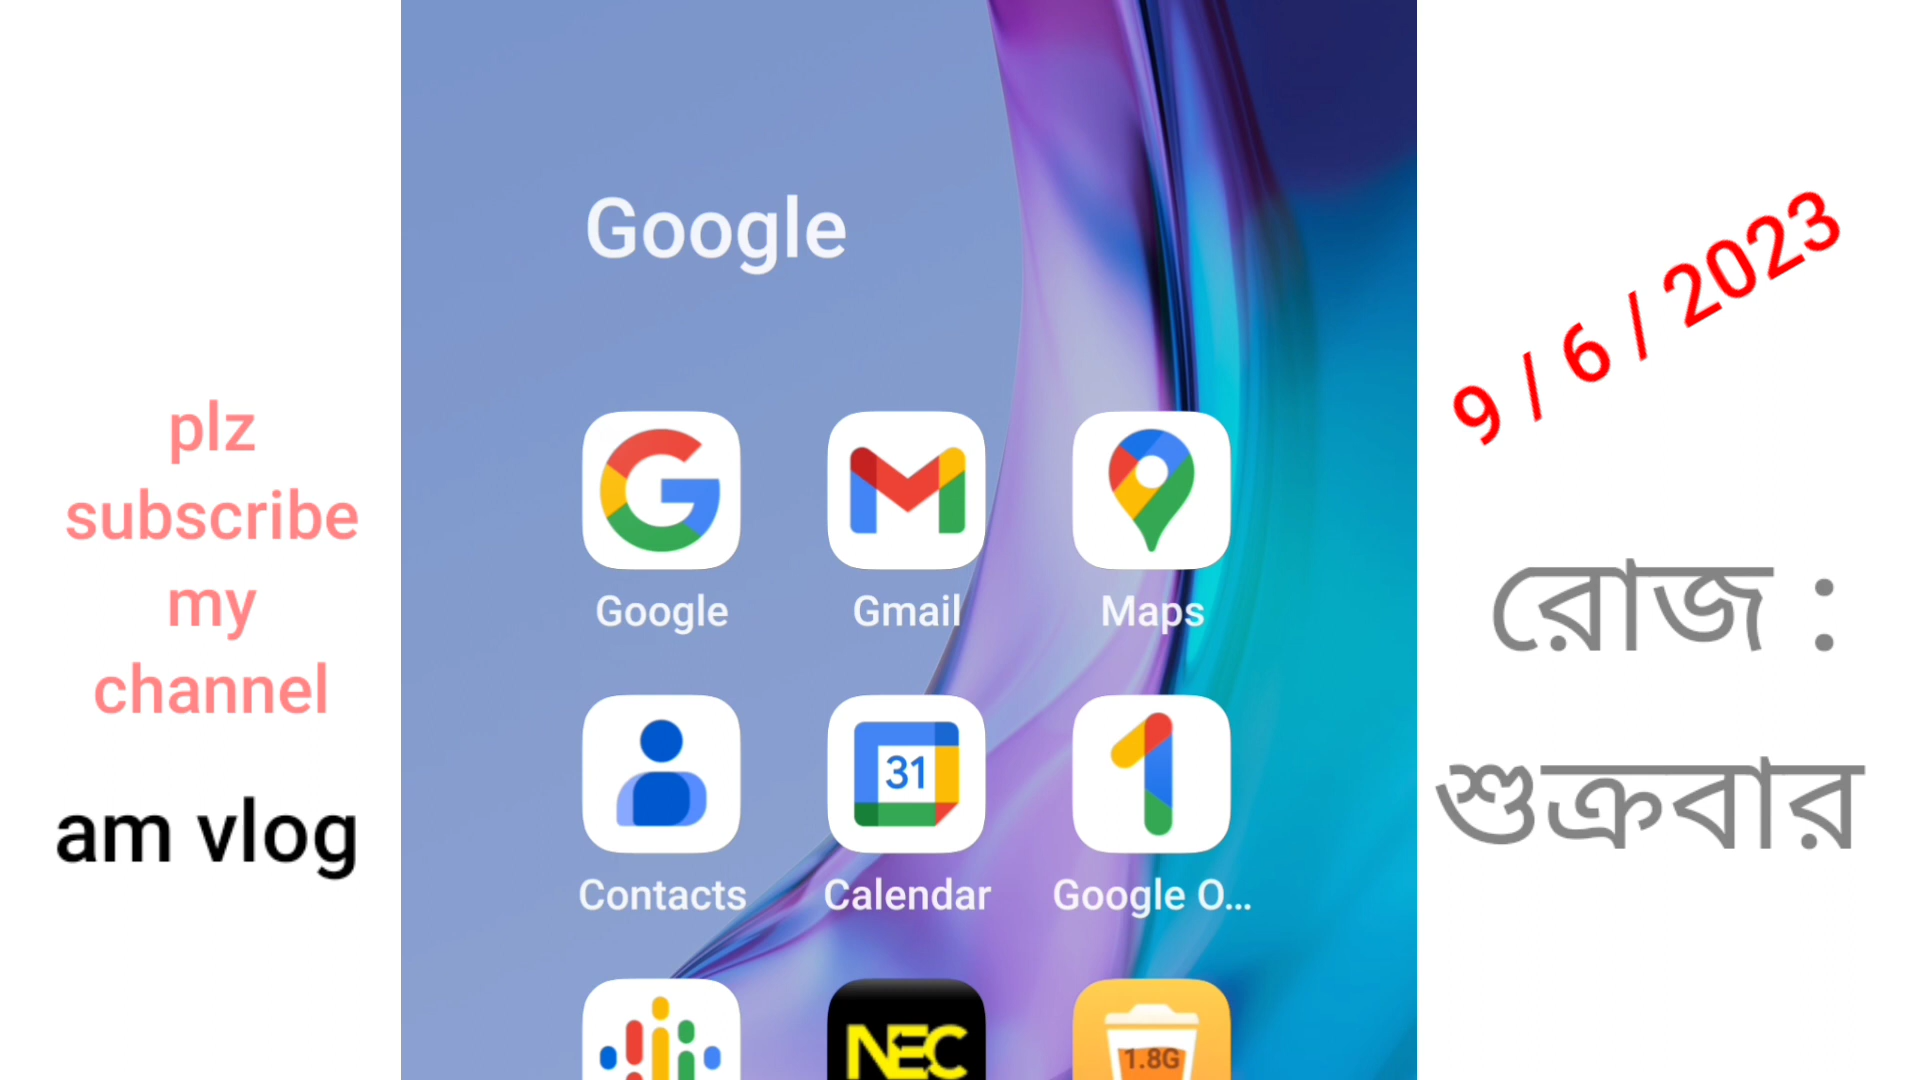 plz
subscribe
my
channel
am vlog
Google
Google
Gmail
Maps
31
Contacts
Calendar
Google O...
NEC
1.8G
9 / 6 / 2023
রোজ :
শুক্রবার